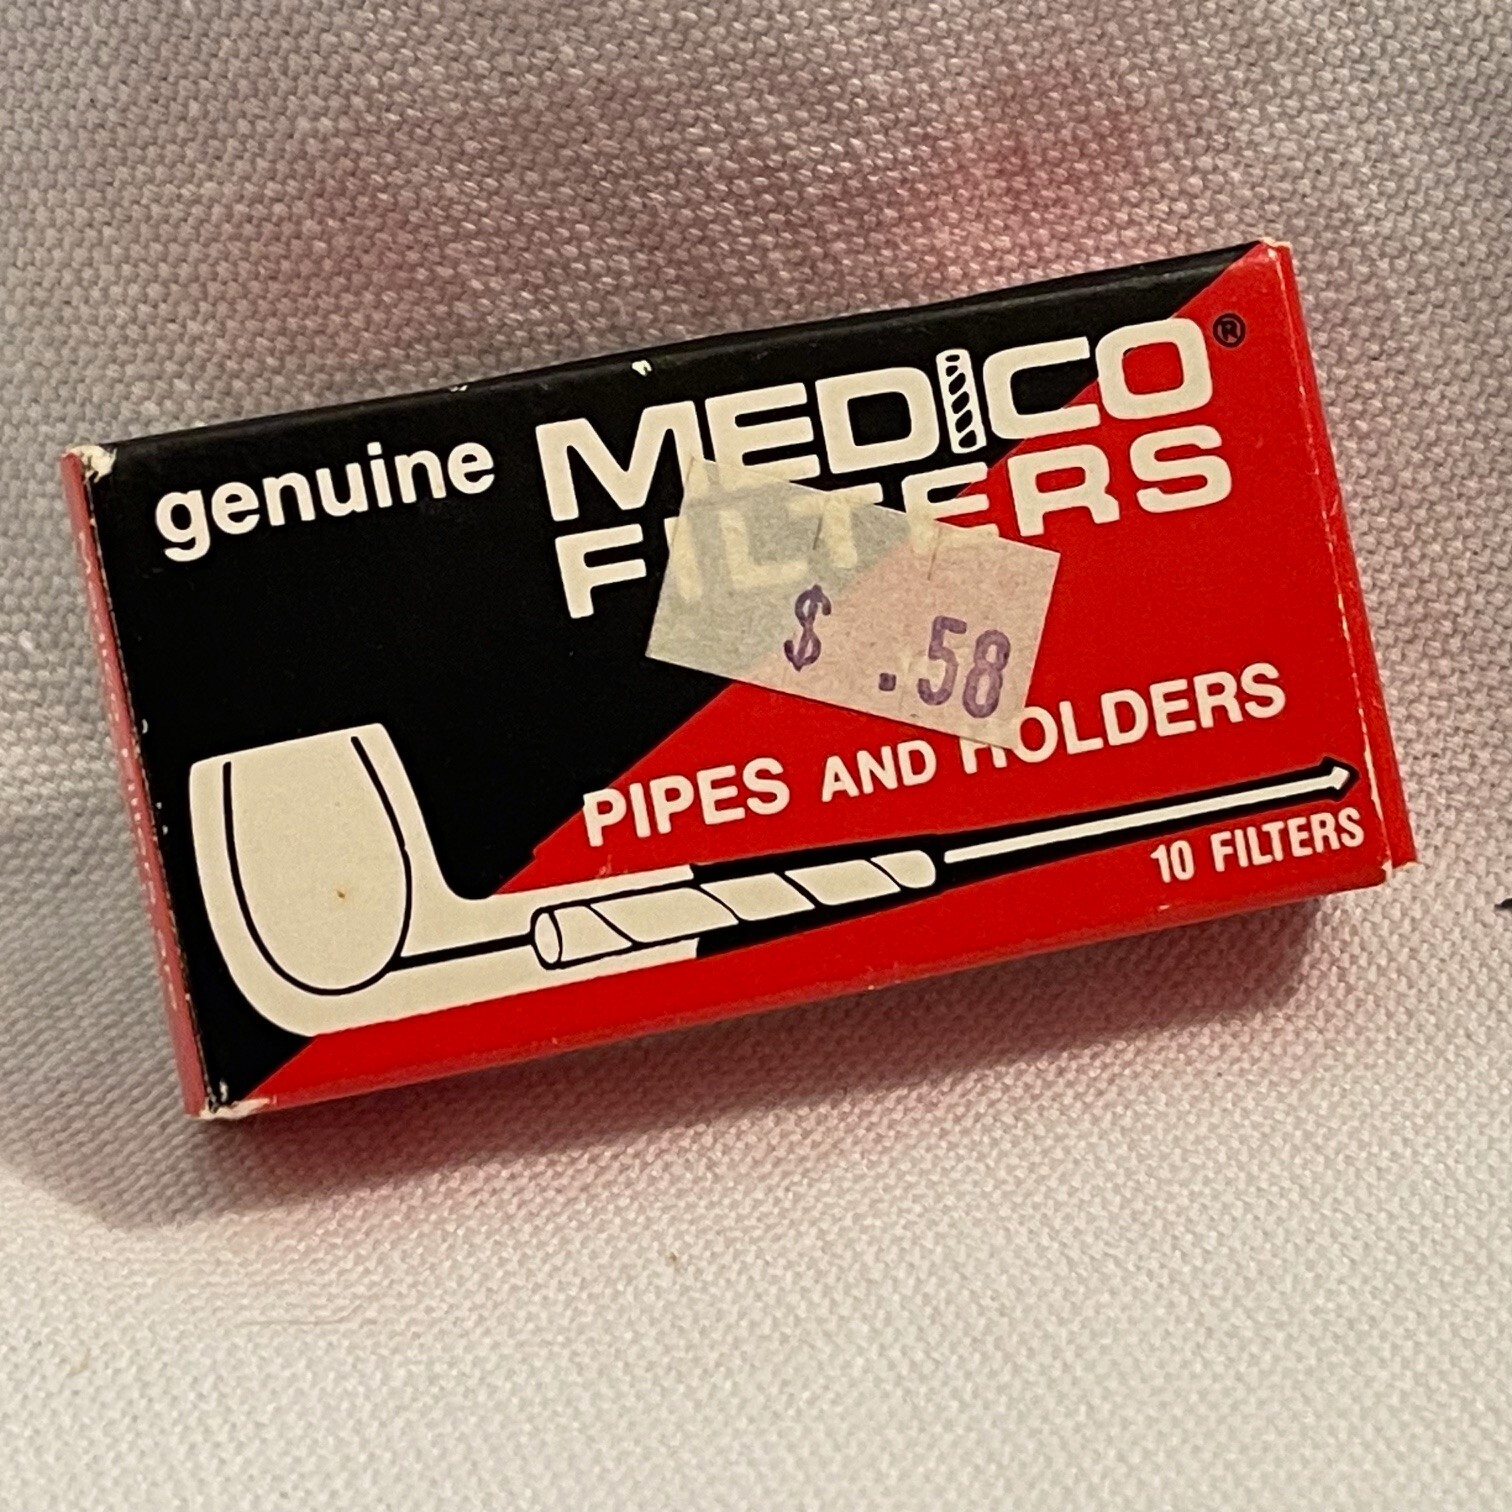 genuine MEDICO®
FILTERS
$ .58
PIPES AND HOLDERS
10 FILTERS